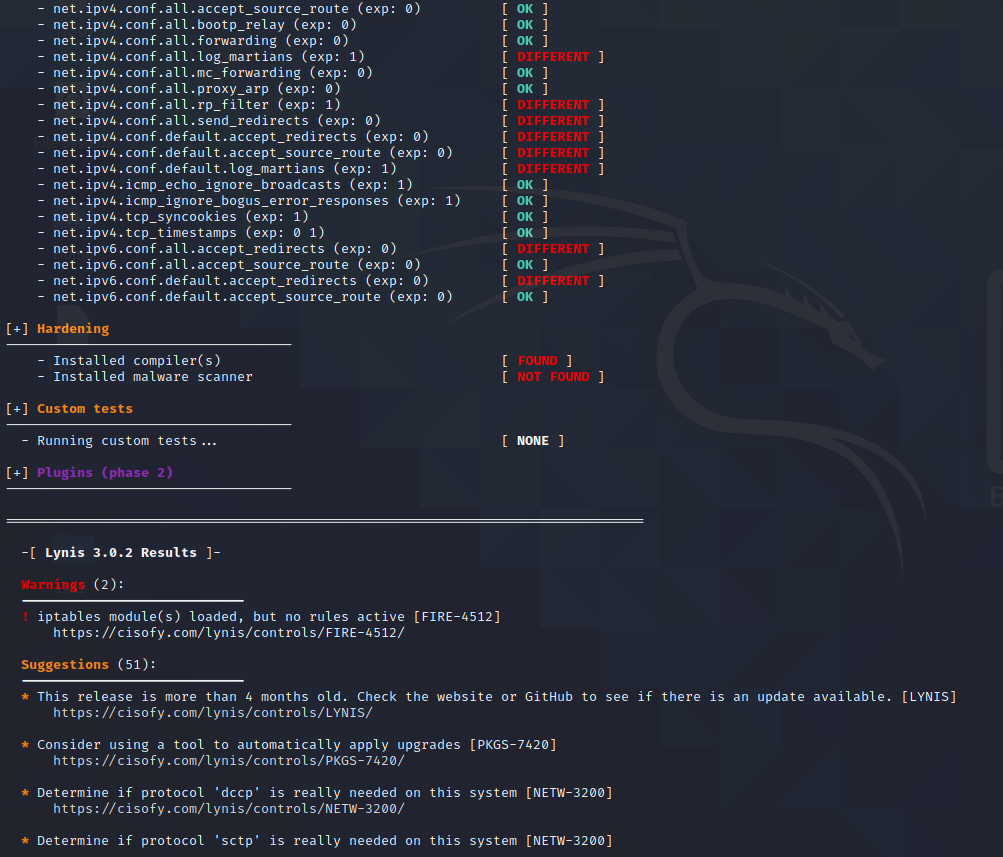 - net.ipv4.conf.all.accept_source_route (exp: 0) [ OK ]
- net.ipv4.conf.all.bootp_relay (exp: 0) [ OK ]
- net.ipv4.conf.all.forwarding (exp: 0) [ OK ]
- net.ipv4.conf.all.log_martians (exp: 1) [ DIFFERENT ]
- net.ipv4.conf.all.mc_forwarding (exp: 0) [ OK ]
- net.ipv4.conf.all.proxy_arp (exp: 0) [ OK ]
- net.ipv4.conf.all.rp_filter (exp: 1) [ DIFFERENT ]
- net.ipv4.conf.all.send_redirects (exp: 0) [ DIFFERENT ]
- net.ipv4.conf.default.accept_redirects (exp: 0) [ DIFFERENT ]
- net.ipv4.conf.default.accept_source_route (exp: 0) [ DIFFERENT ]
- net.ipv4.conf.default.log_martians (exp: 1) [ DIFFERENT ]
- net.ipv4.icmp_echo_ignore_broadcasts (exp: 1) [ OK ]
- net.ipv4.icmp_ignore_bogus_error_responses (exp: 1) [ OK ]
- net.ipv4.tcp_syncookies (exp: 1) [ OK ]
- net.ipv4.tcp_timestamps (exp: 0 1) [ OK ]
- net.ipv6.conf.all.accept_redirects (exp: 0) [ DIFFERENT ]
- net.ipv6.conf.all.accept_source_route (exp: 0) [ OK ]
- net.ipv6.conf.default.accept_redirects (exp: 0) [ DIFFERENT ]
- net.ipv6.conf.default.accept_source_route (exp: 0) [ OK ]
[+] Hardening
- Installed compiler(s) [ FOUND ]
- Installed malware scanner [ NOT FOUND ]
[+] Custom tests
- Running custom tests... [ NONE ]
[+] Plugins (phase 2)
-[ Lynis 3.0.2 Results ]-
Warnings (2):
! iptables module(s) loaded, but no rules active [FIRE-4512]
https://cisofy.com/lynis/controls/FIRE-4512/
Suggestions (51):
* This release is more than 4 months old. Check the website or GitHub to see if there is an update available. [LYNIS]
https://cisofy.com/lynis/controls/LYNIS/
* Consider using a tool to automatically apply upgrades [PKGS-7420]
https://cisofy.com/lynis/controls/PKGS-7420/
* Determine if protocol 'dccp' is really needed on this system [NETW-3200]
https://cisofy.com/lynis/controls/NETW-3200/
* Determine if protocol 'sctp' is really needed on this system [NETW-3200]